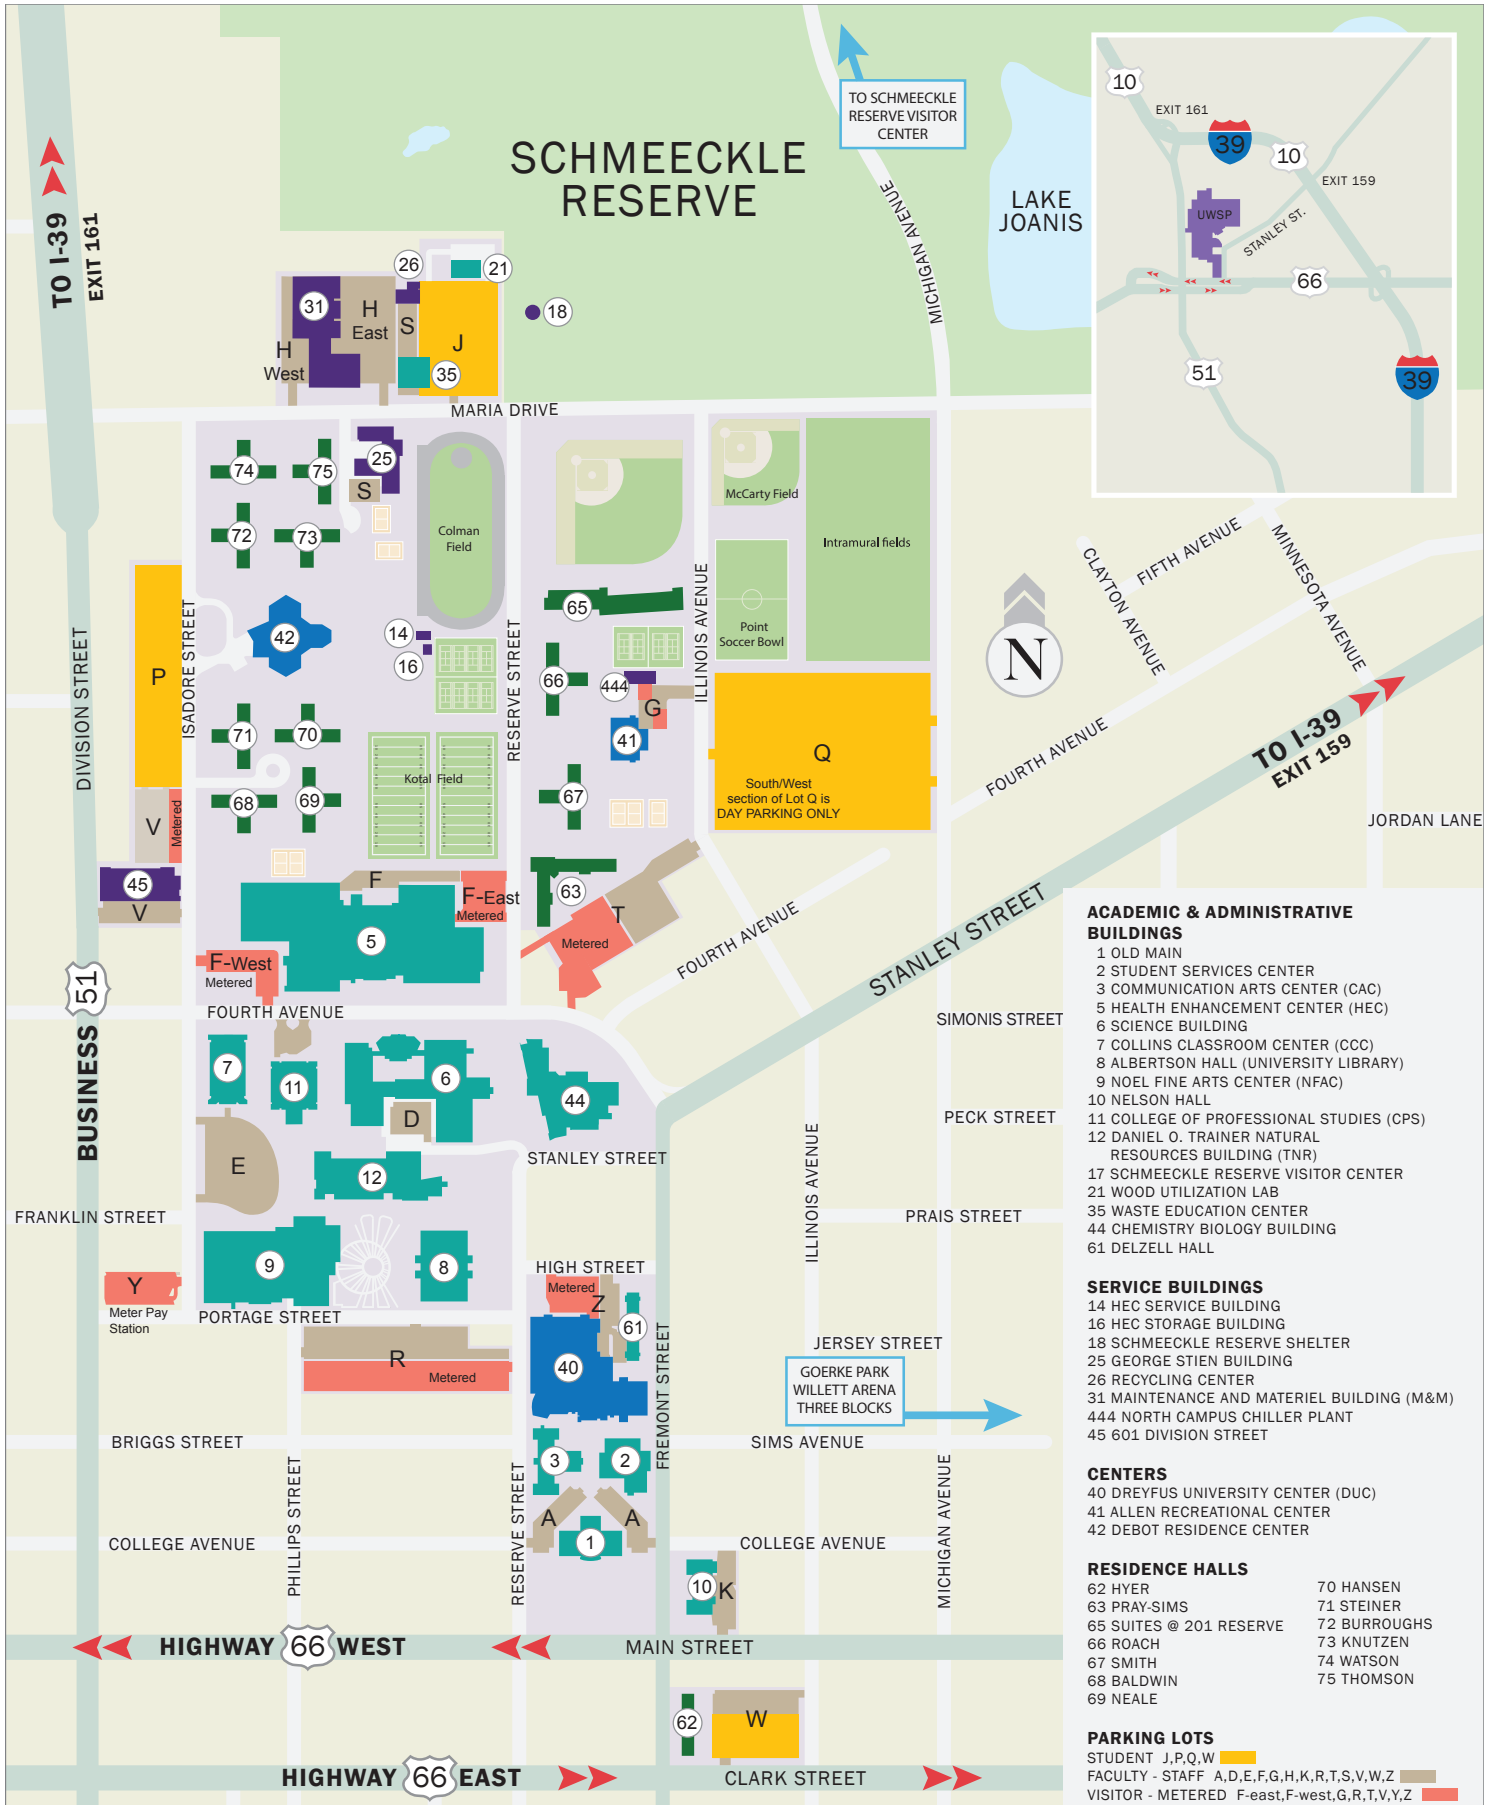 TO SCHMEECKLE
RESERVE VISITOR
CENTER
SCHMEECKLE
RESERVE
LAKE
JOANIS
MICHIGAN AVENUE
10
EXIT 161
39
10
EXIT 159
UWSP
STANLEY ST.
66
51
39
TO I-39
EXIT 161
26
21
31
H
East
S
18
J
H
West
35
MARIA DRIVE
74
75
25
S
72
73
Colman
Field
McCarty Field
Intramural fields
FIFTH AVENUE
CLAYTON AVENUE
MINNESOTA AVENUE
ILLINOIS AVENUE
65
42
14
16
Point
Soccer Bowl
N
DIVISION STREET
ISADORE STREET
P
RESERVE STREET
66
444
G
41
71
70
Q
South/West
section of Lot Q is
DAY PARKING ONLY
Kotal Field
68
69
67
FOURTH AVENUE
TO I-39
EXIT 159
JORDAN LANE
V
Metered
45
V
F
F-East
Metered
63
T
Metered
5
F-West
Metered
FOURTH AVENUE
STANLEY STREET
51
BUSINESS
FOURTH AVENUE
SIMONIS STREET
7
11
6
44
D
PECK STREET
E
12
STANLEY STREET
ILLINOIS AVENUE
FRANKLIN STREET
PRAIS STREET
9
8
HIGH STREET
Y
Meter Pay
Station
Metered
Z
61
PORTAGE STREET
R
Metered
40
FREMONT STREET
JERSEY STREET
GOERKE PARK
WILLETT ARENA
THREE BLOCKS
BRIGGS STREET
SIMS AVENUE
3
2
PHILLIPS STREET
RESERVE STREET
MICHIGAN AVENUE
A
A
1
COLLEGE AVENUE
COLLEGE AVENUE
10
K
HIGHWAY 66 WEST
MAIN STREET
62
W
HIGHWAY 66 EAST
CLARK STREET
ACADEMIC & ADMINISTRATIVE
BUILDINGS
1 OLD MAIN
2 STUDENT SERVICES CENTER
3 COMMUNICATION ARTS CENTER (CAC)
5 HEALTH ENHANCEMENT CENTER (HEC)
6 SCIENCE BUILDING
7 COLLINS CLASSROOM CENTER (CCC)
8 ALBERTSON HALL (UNIVERSITY LIBRARY)
9 NOEL FINE ARTS CENTER (NFAC)
10 NELSON HALL
11 COLLEGE OF PROFESSIONAL STUDIES (CPS)
12 DANIEL O. TRAINER NATURAL
RESOURCES BUILDING (TNR)
17 SCHMEECKLE RESERVE VISITOR CENTER
21 WOOD UTILIZATION LAB
35 WASTE EDUCATION CENTER
44 CHEMISTRY BIOLOGY BUILDING
61 DELZELL HALL
SERVICE BUILDINGS
14 HEC SERVICE BUILDING
16 HEC STORAGE BUILDING
18 SCHMEECKLE RESERVE SHELTER
25 GEORGE STIEN BUILDING
26 RECYCLING CENTER
31 MAINTENANCE AND MATERIEL BUILDING (M&M)
444 NORTH CAMPUS CHILLER PLANT
45 601 DIVISION STREET
CENTERS
40 DREYFUS UNIVERSITY CENTER (DUC)
41 ALLEN RECREATIONAL CENTER
42 DEBOT RESIDENCE CENTER
RESIDENCE HALLS
62 HYER
63 PRAY-SIMS
65 SUITES @ 201 RESERVE
66 ROACH
67 SMITH
68 BALDWIN
69 NEALE
70 HANSEN
71 STEINER
72 BURROUGHS
73 KNUTZEN
74 WATSON
75 THOMSON
PARKING LOTS
STUDENT J,P,Q,W
FACULTY - STAFF A,D,E,F,G,H,K,R,T,S,V,W,Z
VISITOR - METERED F-east,F-west,G,R,T,V,Y,Z